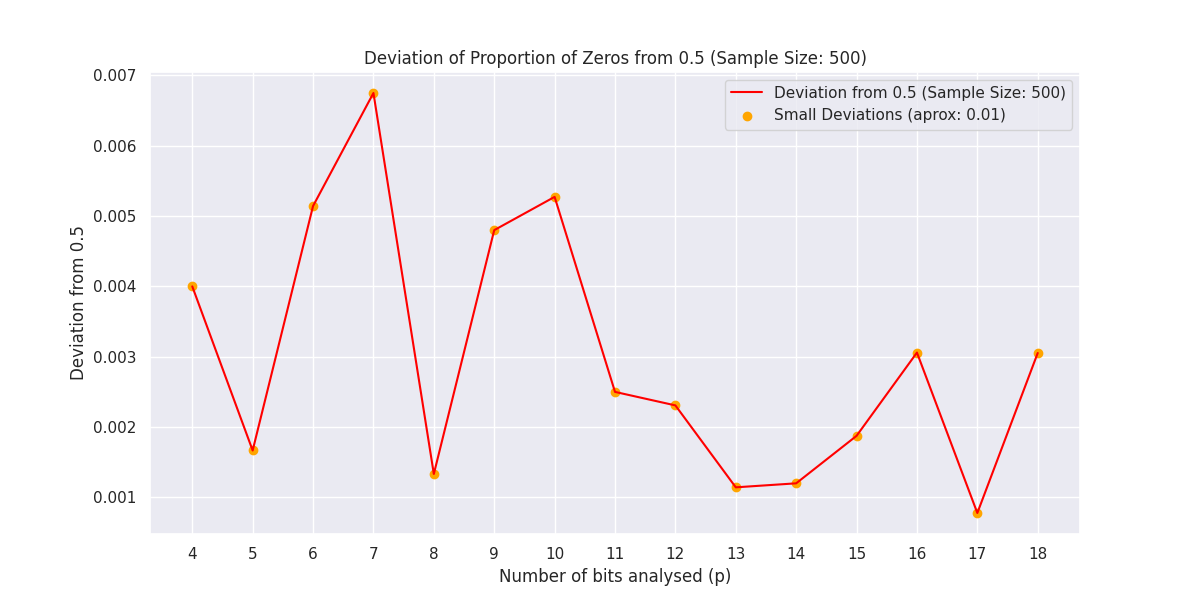 Deviation of Proportion of Zeros from 0.5 (Sample Size: 500)
Deviation from 0.5 (Sample Size: 500)
Small Deviations (aprox: 0.01)
Deviation from 0.5
0.007
0.006
0.005
0.004
0.003
0.002
0.001
4 5 6 7 8 9 10 11 12 13 14 15 16 17 18
Number of bits analysed (p)